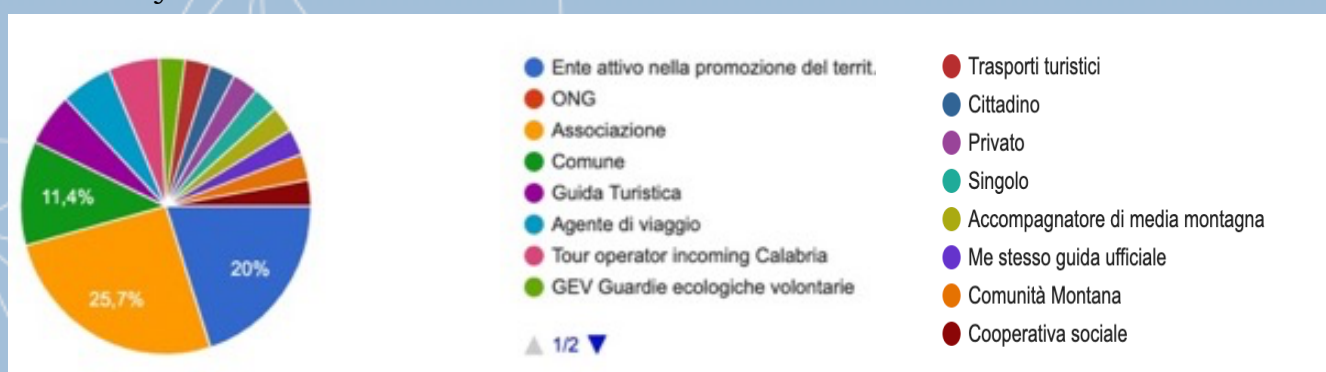 11,4%
25,7%
20%
Ente attivo nella promozione del territ.
ONG
Associazione
Comune
Guida Turistica
Agente di viaggio
Tour operator incoming Calabria
GEV Guardie ecologiche volontarie
1/2
Trasporti turistici
Cittadino
Privato
Singolo
Accompagnatore di media montagna
Me stesso guida ufficiale
Comunità Montana
Cooperativa sociale